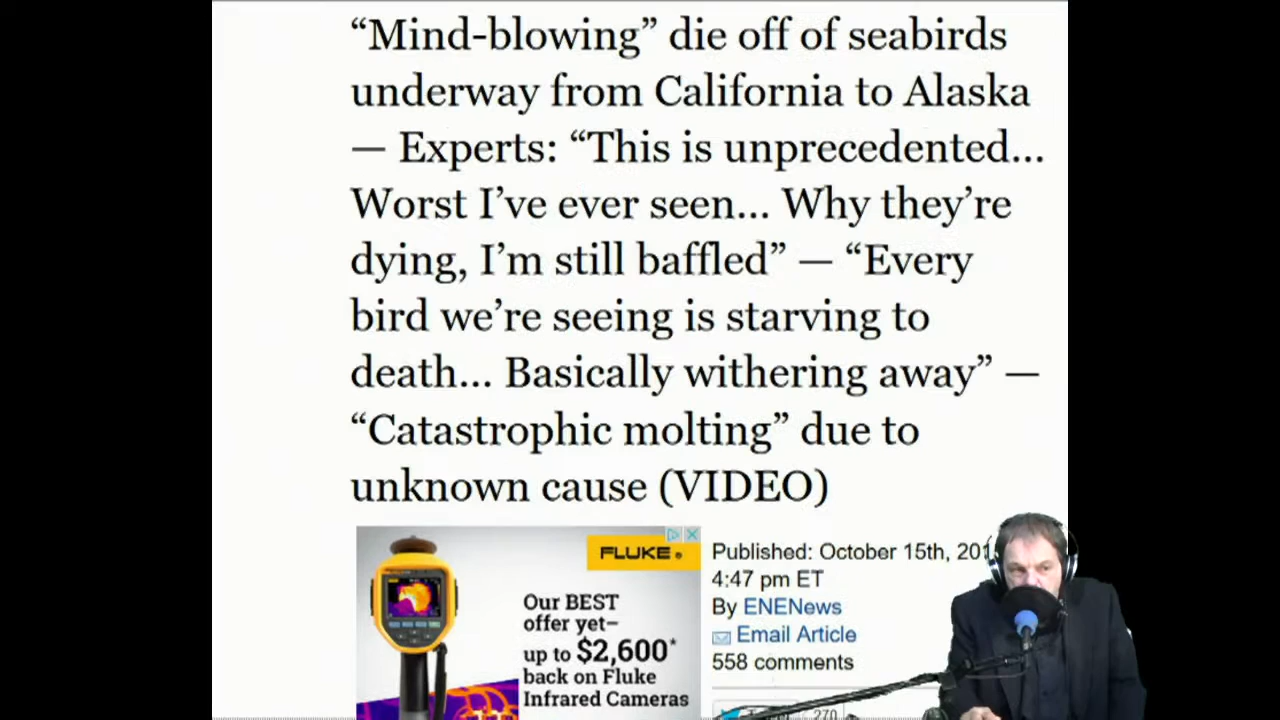 “Mind-blowing” die off of seabirds
underway from California to Alaska
— Experts: “This is unprecedented...
Worst I’ve ever seen... Why they’re
dying, I’m still baffled” — “Every
bird we’re seeing is starving to
death... Basically withering away” —
“Catastrophic molting” due to
unknown cause (VIDEO)
FLUKE®
Our BEST
offer yet–
up to $2,600*
back on Fluke
Infrared Cameras
Published: October 15th,
4:47 pm ET
By ENENews
Email Article
558 comments
270